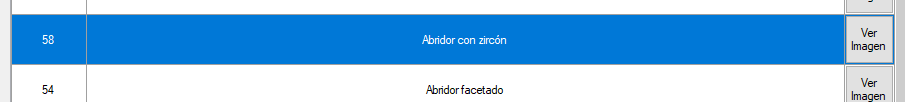 58 Abridor con zircón Ver
Imagen
54 Abridor facetado Ver
Imagen